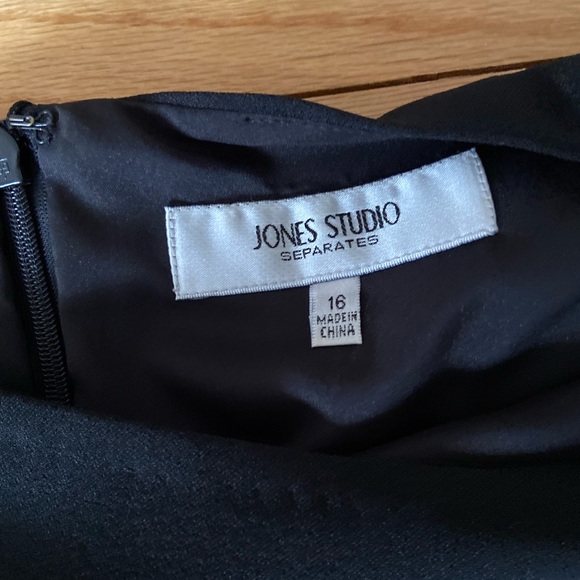 JONES STUDIO
SEPARATES
16
MADE IN
CHINA